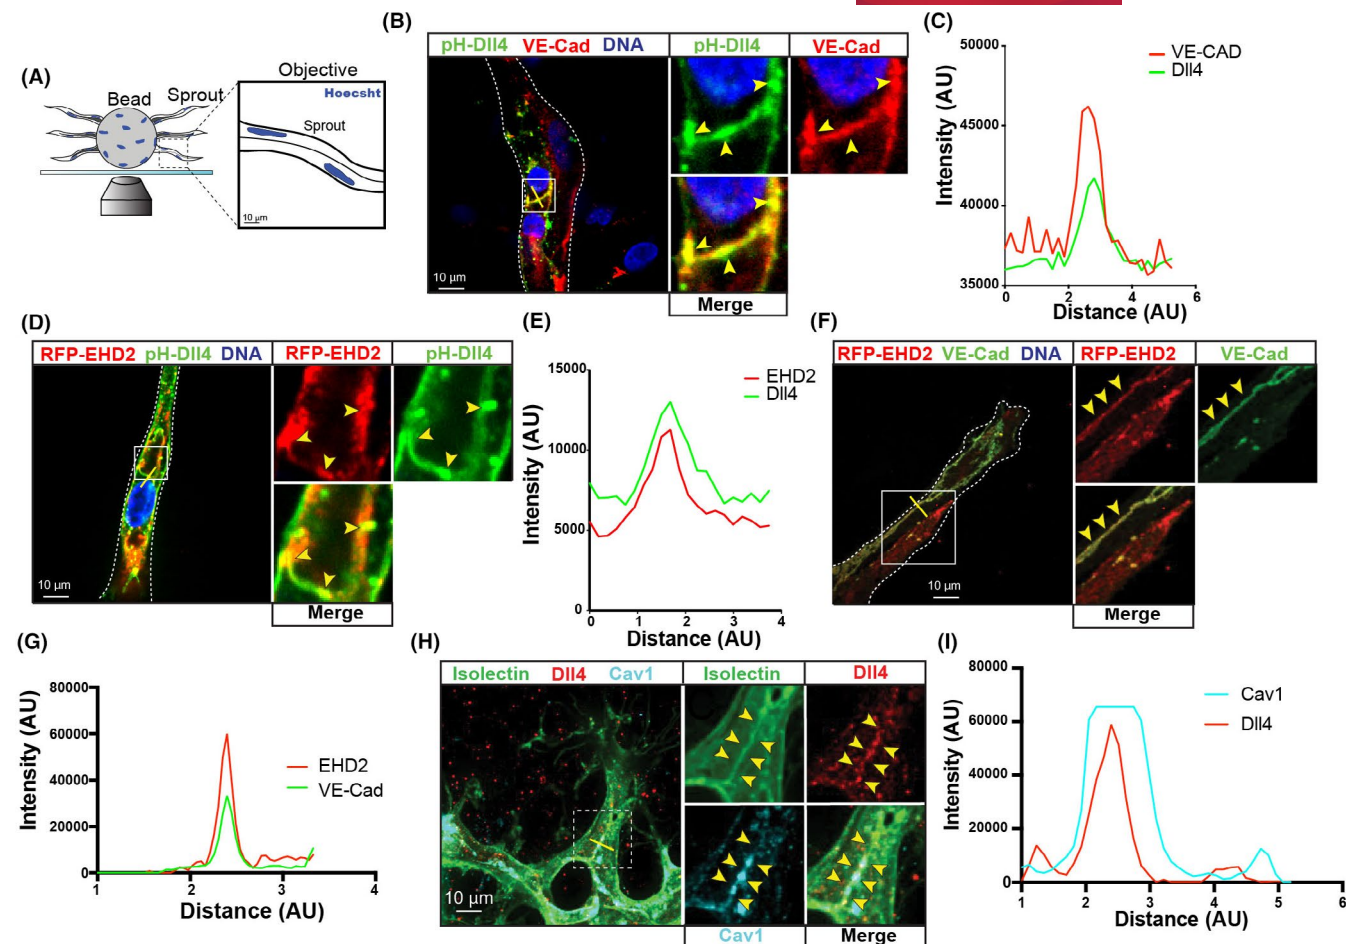 (A)
Bead
Sprout
Objective
Hoecsht
Sprout
10 μm
(B)
pH-Dll4 VE-Cad DNA
pH-Dll4
VE-Cad
10 μm
Merge
(C)
50000
45000
40000
35000
Intensity (AU)
0 2 4 6
Distance (AU)
VE-CAD
Dll4
(D)
RFP-EHD2 pH-Dll4 DNA
RFP-EHD2
pH-Dll4
10 μm
Merge
(E)
15000
10000
5000
0
Intensity (AU)
0 1 2 3 4
Distance (AU)
EHD2
Dll4
(F)
RFP-EHD2 VE-Cad DNA
RFP-EHD2
VE-Cad
10 μm
Merge
(G)
80000
60000
40000
20000
0
Intensity (AU)
1 2 3 4
Distance (AU)
EHD2
VE-Cad
(H)
Isolectin Dll4 Cav1
Isolectin
Dll4
10 μm
Cav1
Merge
(I)
80000
60000
40000
20000
0
Intensity (AU)
1 2 3 4 5 6
Distance (AU)
Cav1
Dll4